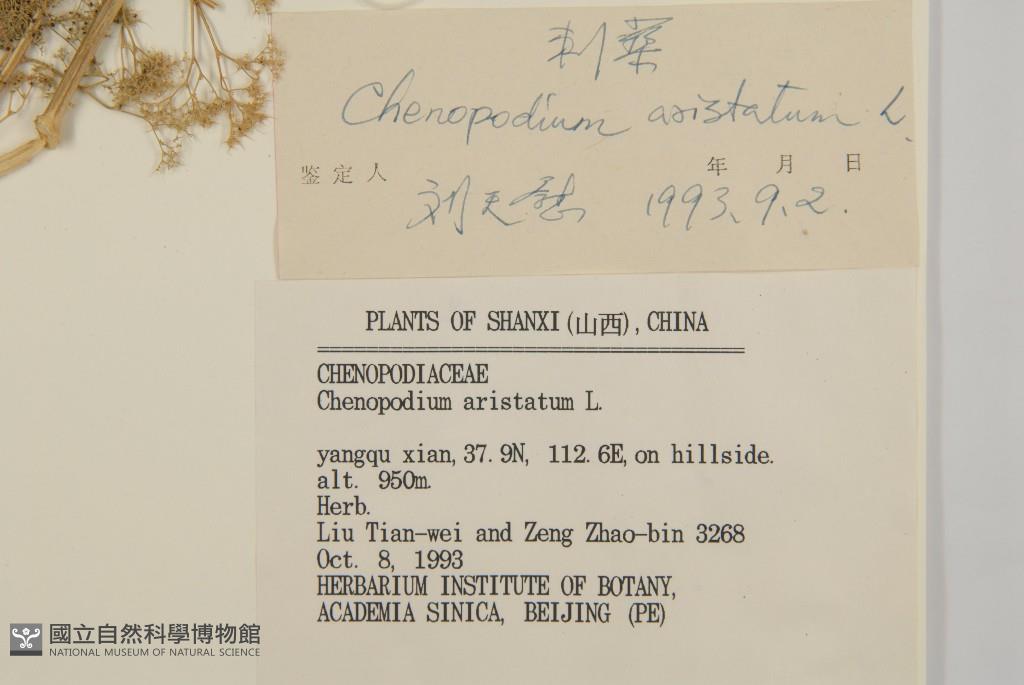 刺藜
Chenopodium aristatum L.
年 月 日
鉴定人
刘天慰 1993.9.2.
PLANTS OF SHANXI(山西), CHINA
CHENOPODIACEAE
Chenopodium aristatum L.
yangqu xian, 37.9N, 112.6E, on hillside.
alt. 950m.
Herb.
Liu Tian-wei and Zeng Zhao-bin 3268
Oct. 8, 1993
HERBARIUM INSTITUTE OF BOTANY,
ACADEMIA SINICA, BEIJING (PE)
國立自然科學博物館
NATIONAL MUSEUM OF NATURAL SCIENCE